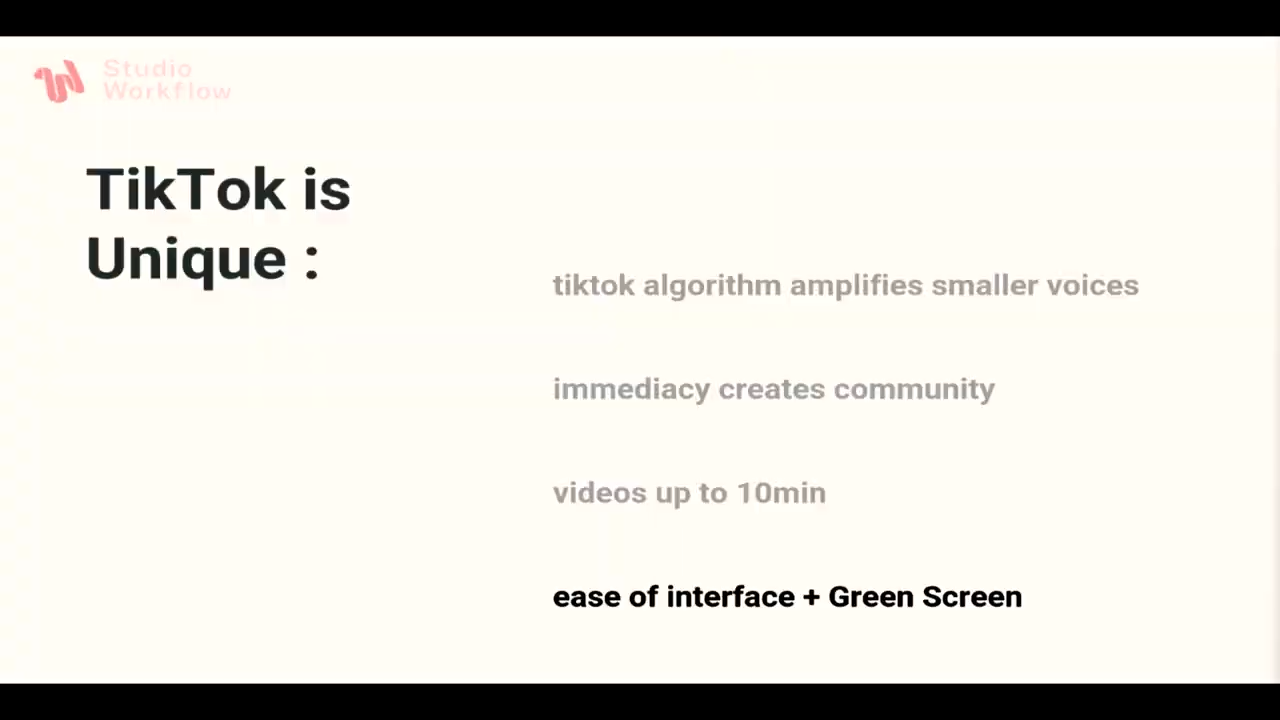 Studio
Workflow
TikTok is
Unique :
tiktok algorithm amplifies smaller voices
immediacy creates community
videos up to 10min
ease of interface + Green Screen